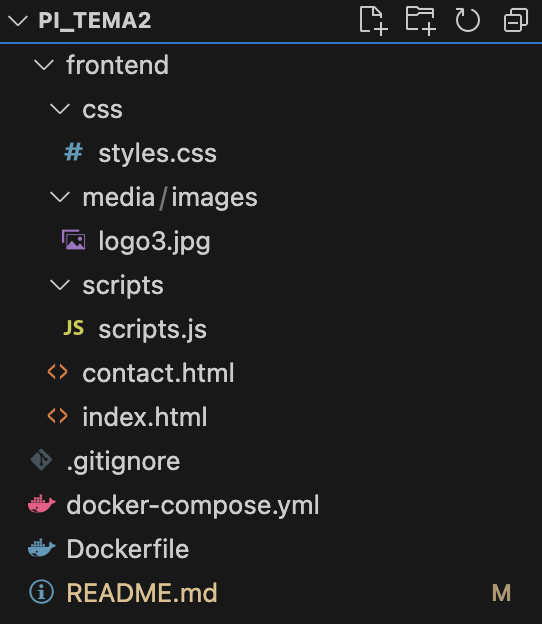 PI_TEMA2
frontend
css
# styles.css
media/images
logo3.jpg
scripts
JS scripts.js
<> contact.html
<> index.html
.gitignore
docker-compose.yml
Dockerfile
README.md M